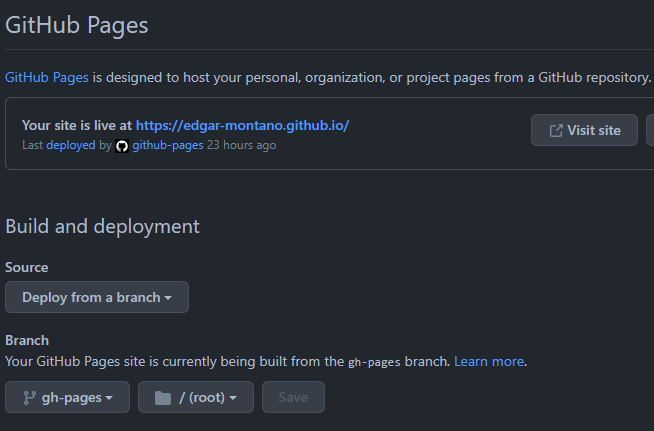 GitHub Pages
GitHub Pages is designed to host your personal, organization, or project pages from a GitHub repository.
Your site is live at https://edgar-montano.github.io/
Visit site
Last deployed by github-pages 23 hours ago
Build and deployment
Source
Deploy from a branch
Branch
Your GitHub Pages site is currently being built from the gh-pages branch. Learn more.
gh-pages / (root) Save